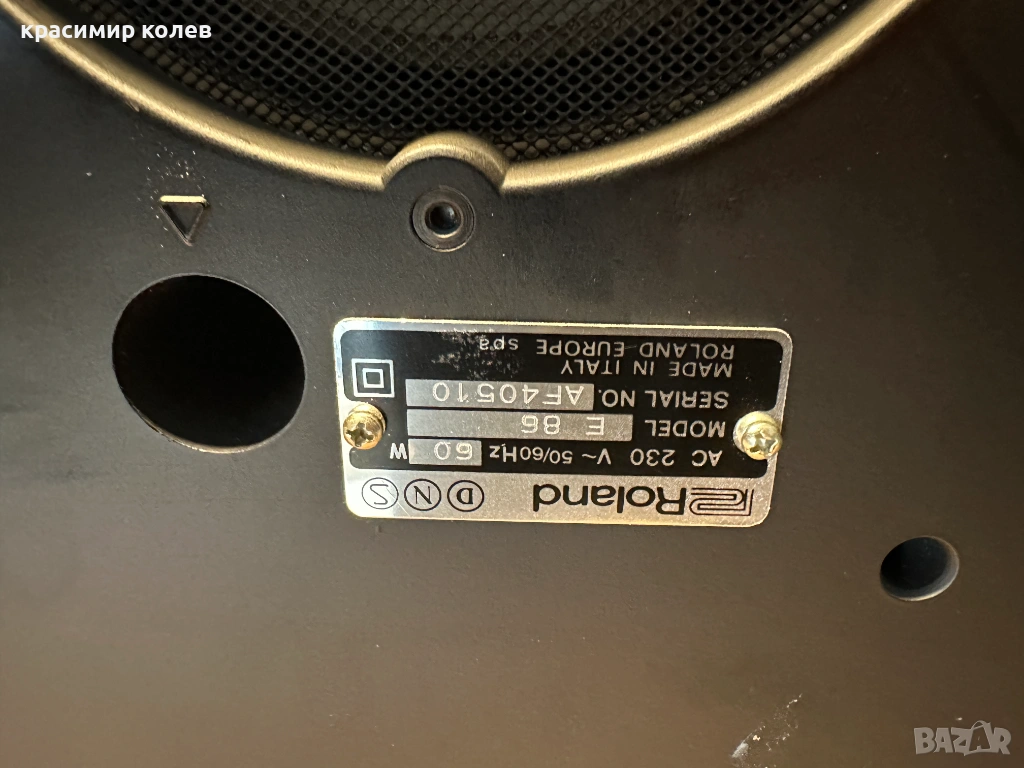 красимир колев
Roland D N S
AC 230 V~ 50/60Hz 60 W
MODEL E 86
SERIAL NO. AF40510
MADE IN ITALY
ROLAND EUROPE spa
BAZAR